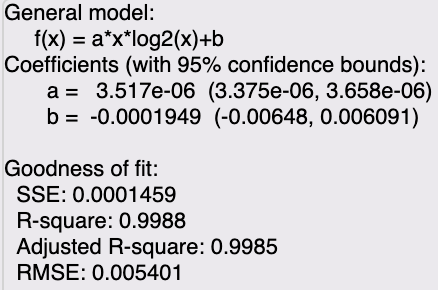 General model:
f(x) = a*x*log2(x)+b
Coefficients (with 95% confidence bounds):
a = 3.517e-06 (3.375e-06, 3.658e-06)
b = -0.0001949 (-0.00648, 0.006091)
Goodness of fit:
SSE: 0.0001459
R-square: 0.9988
Adjusted R-square: 0.9985
RMSE: 0.005401